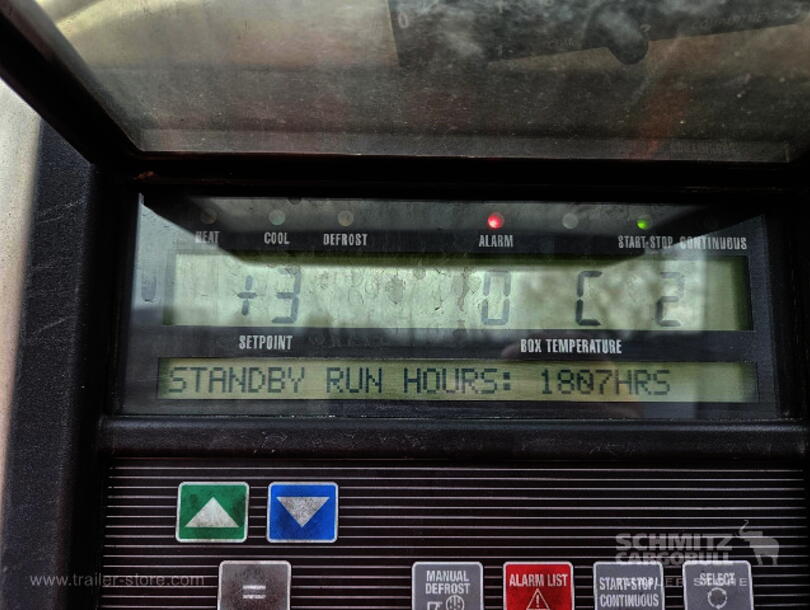 HEAT COOL DEFROST ALARM START-STOP CONTINUOUS
+3 0 C 2
SETPOINT BOX TEMPERATURE
STANDBY RUN HOURS: 1807HRS
SCHMITZ
CARGOBULL
www.trailer-store.com
MANUAL
DEFROST
ALARM LIST
START-STOP/
CONTINUOUS
SELECT
=